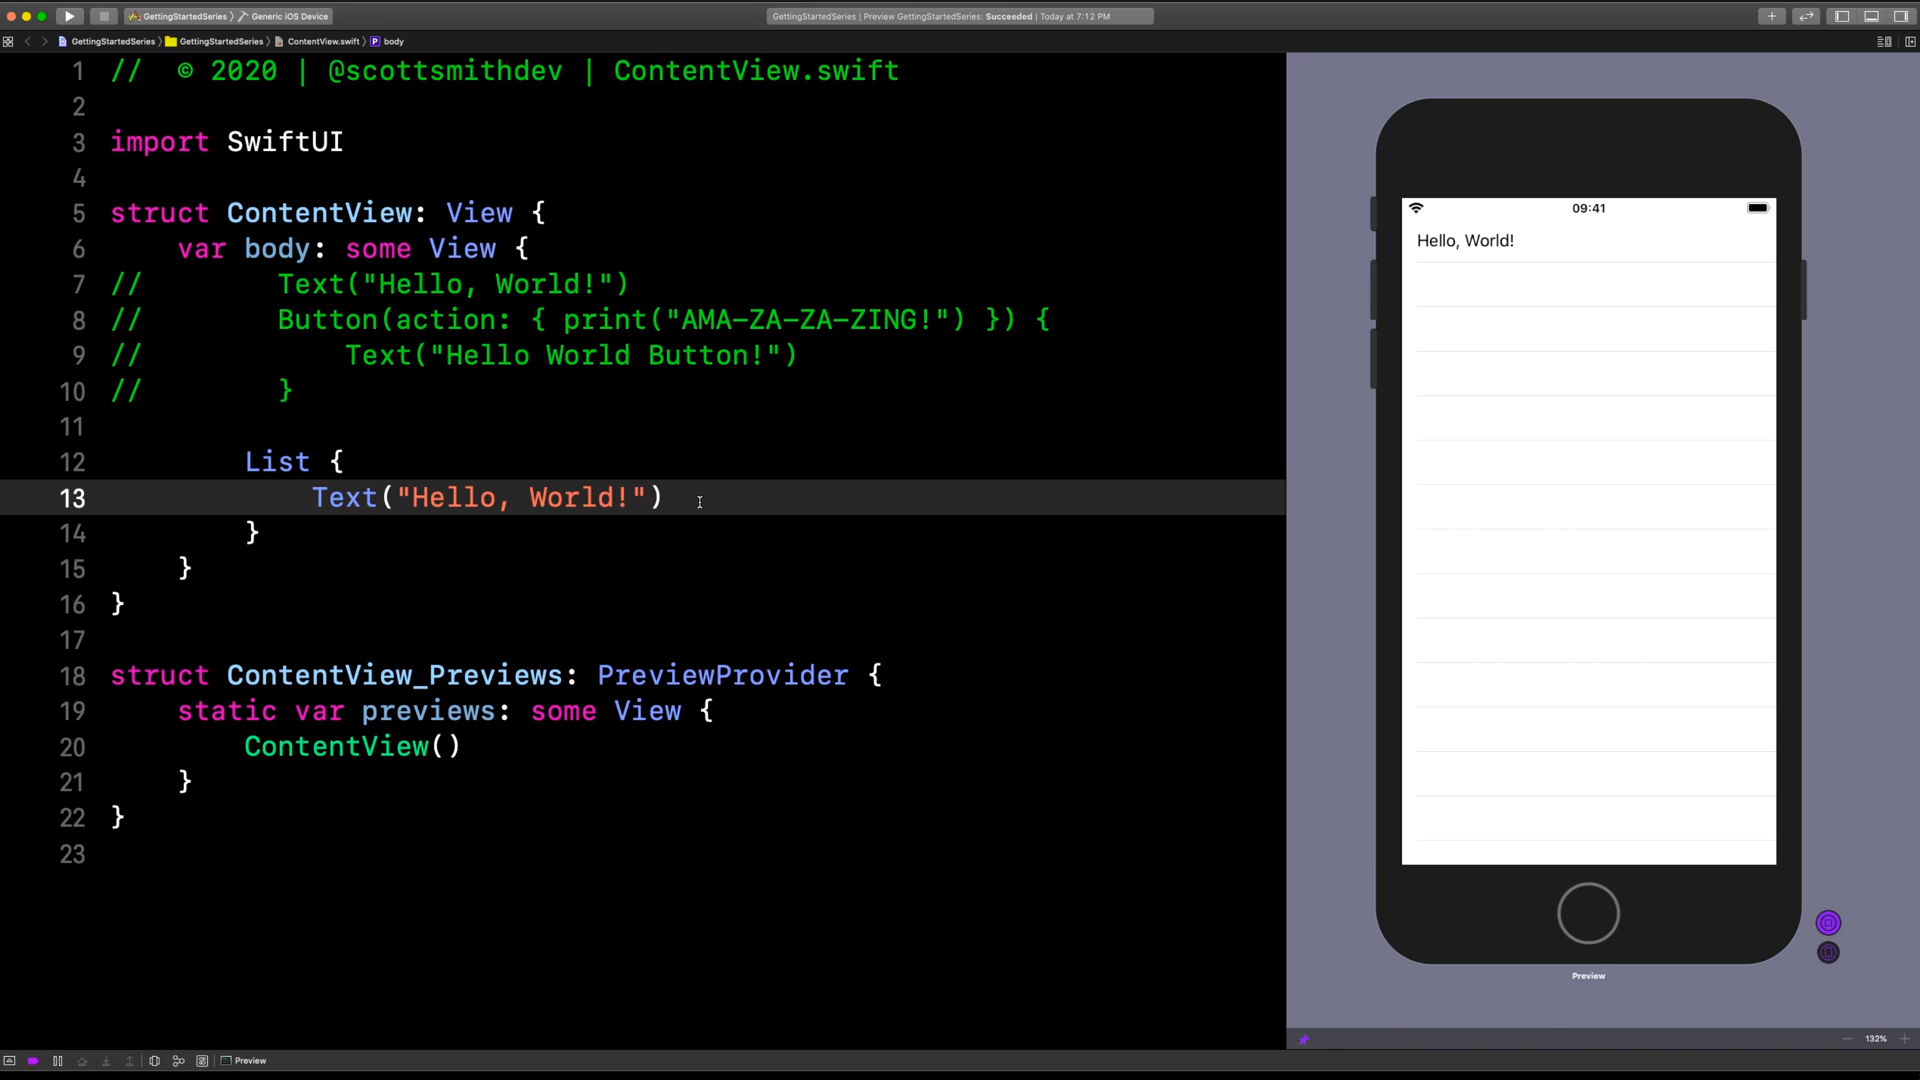 GettingStartedSeries Generic iOS Device
GettingStartedSeries | Preview GettingStartedSeries: Succeeded | Today at 7:12 PM
GettingStartedSeries GettingStartedSeries ContentView.swift P body
1 //  © 2020 | @scottsmithdev | ContentView.swift
2
3 import SwiftUI
4
5 struct ContentView: View {
6     var body: some View {
7 //        Text("Hello, World!")
8 //        Button(action: { print("AMA-ZA-ZA-ZING!") }) {
9 //            Text("Hello World Button!")
10 //        }
11
12         List {
13             Text("Hello, World!")
14         }
15     }
16 }
17
18 struct ContentView_Previews: PreviewProvider {
19     static var previews: some View {
20         ContentView()
21     }
22 }
23
09:41
Hello, World!
Preview
132%
Preview